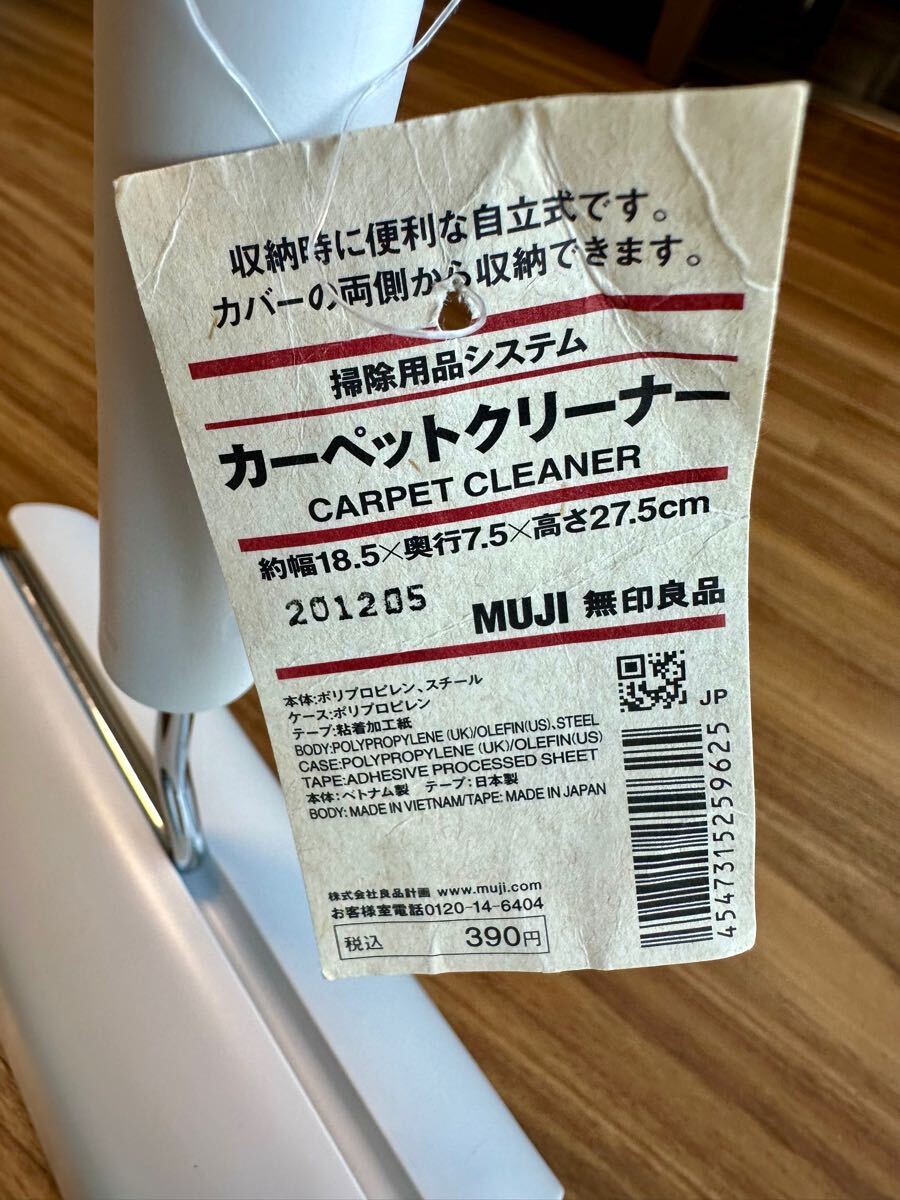 収納時に便利な自立式です。
カバーの両側から収納できます。
掃除用品システム
カーペットクリーナー
CARPET CLEANER
約幅18.5×奥行7.5×高さ27.5cm
201205
MUJI 無印良品
本体:ポリプロピレン、スチール
ケース:ポリプロピレン
テープ:粘着加工紙
BODY:POLYPROPYLENE (UK)/OLEFIN(US)、STEEL
CASE:POLYPROPYLENE (UK)/OLEFIN(US)
TAPE:ADHESIVE PROCESSED SHEET
本体:ベトナム製 テープ:日本製
BODY: MADE IN VIETNAM/TAPE: MADE IN JAPAN
JP
4547315259625
株式会社良品計画 www.muji.com
お客様室電話0120-14-6404
税込 390円